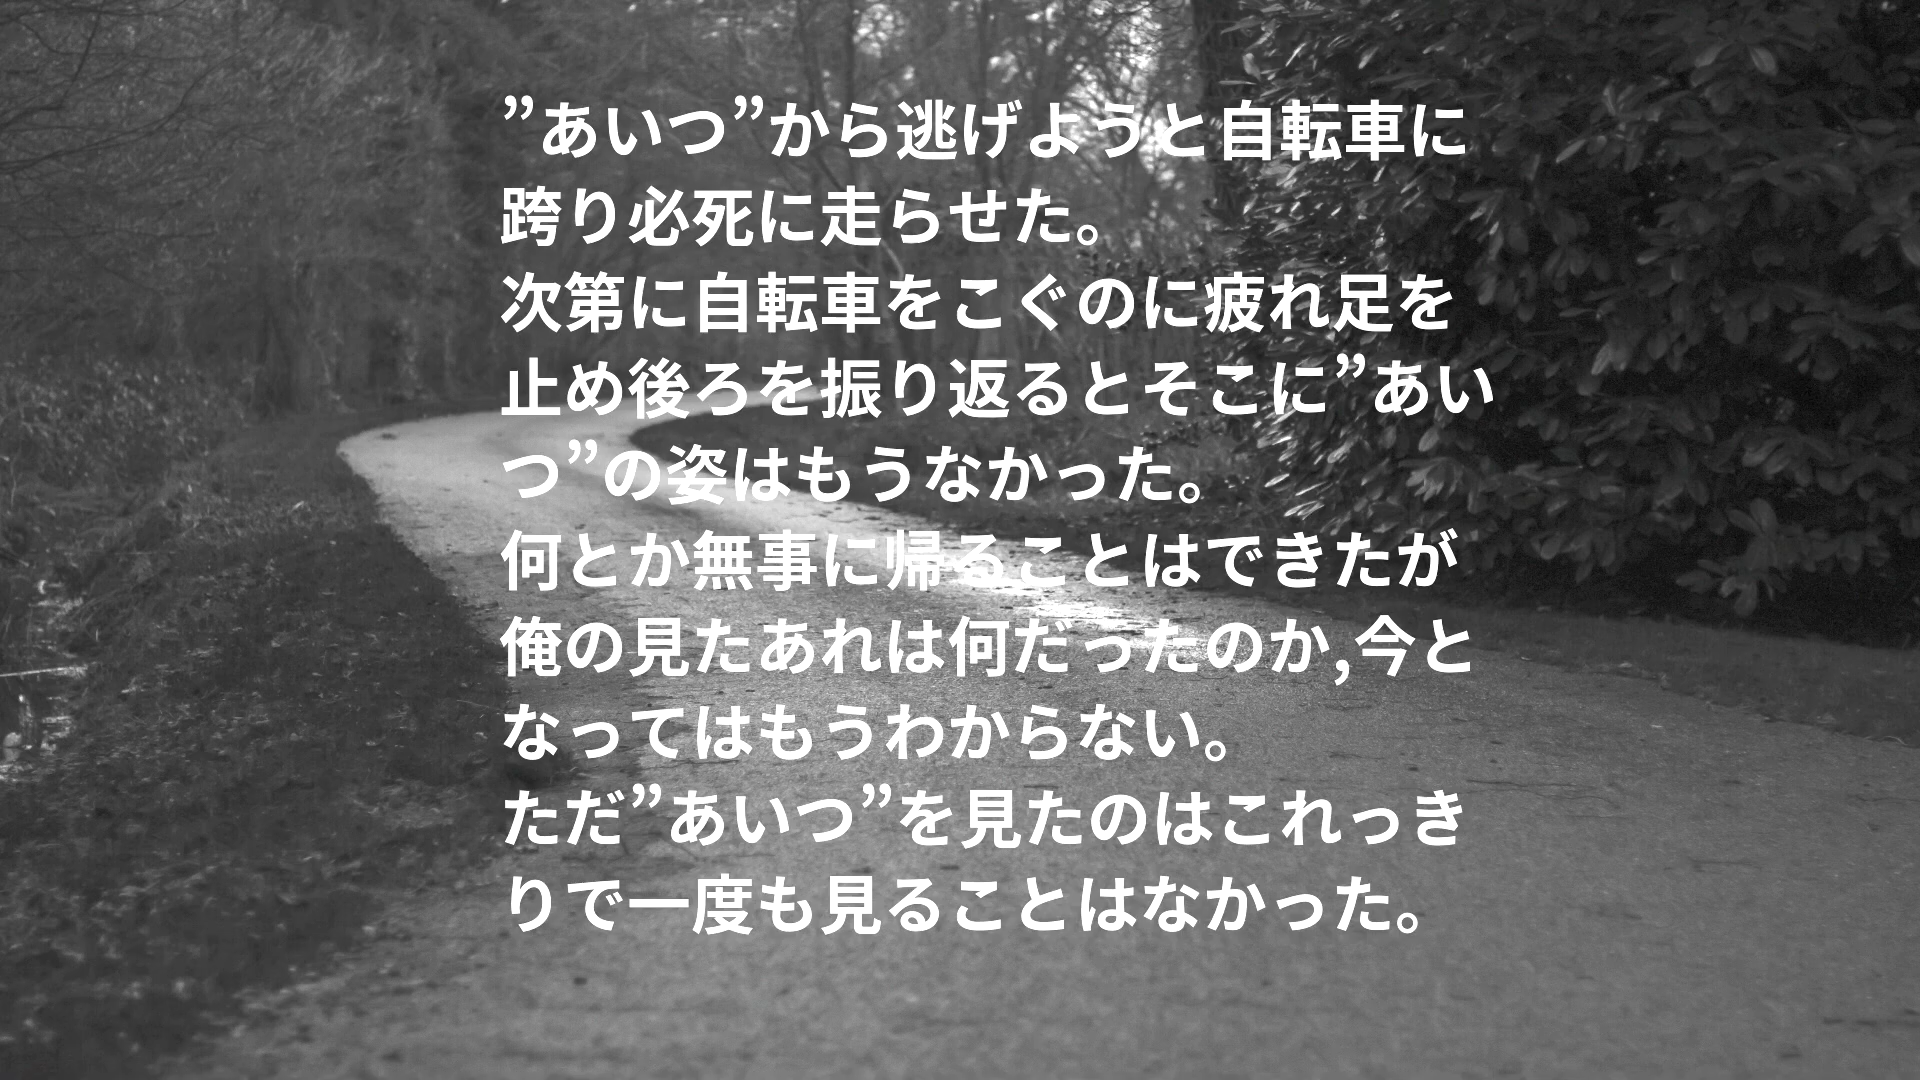 ”あいつ”から逃げようと自転車に
跨り必死に走らせた。
次第に自転車をこぐのに疲れ足を
止め後ろを振り返るとそこに”あい
つ”の姿はもうなかった。
何とか無事に帰ることはできたが
俺の見たあれは何だったのか,今と
なってはもうわからない。
ただ”あいつ”を見たのはこれっき
りで一度も見ることはなかった。